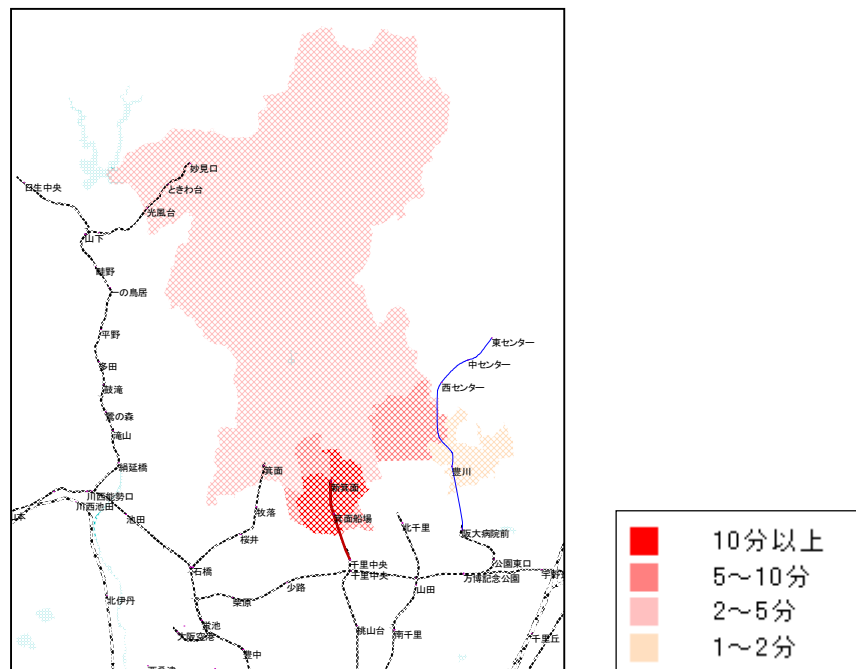 妙見口
ときわ台
日生中央
光風台
山下
畦野
一の鳥居
平野
東センター
中センター
多田
西センター
鼓滝
鶯の森
滝山
絹延橋
箕面
豊川
新箕面
川西能勢口
川西池田
池田
牧落
箕面船場
北千里
阪大病院前
桜井
千里中央
公園東口
石橋
千里中央
万博記念公園
少路
山田
北伊丹
柴原
蛍池
大阪空港
桃山台
南千里
千里丘
豊中
10分以上
5～10分
2～5分
1～2分